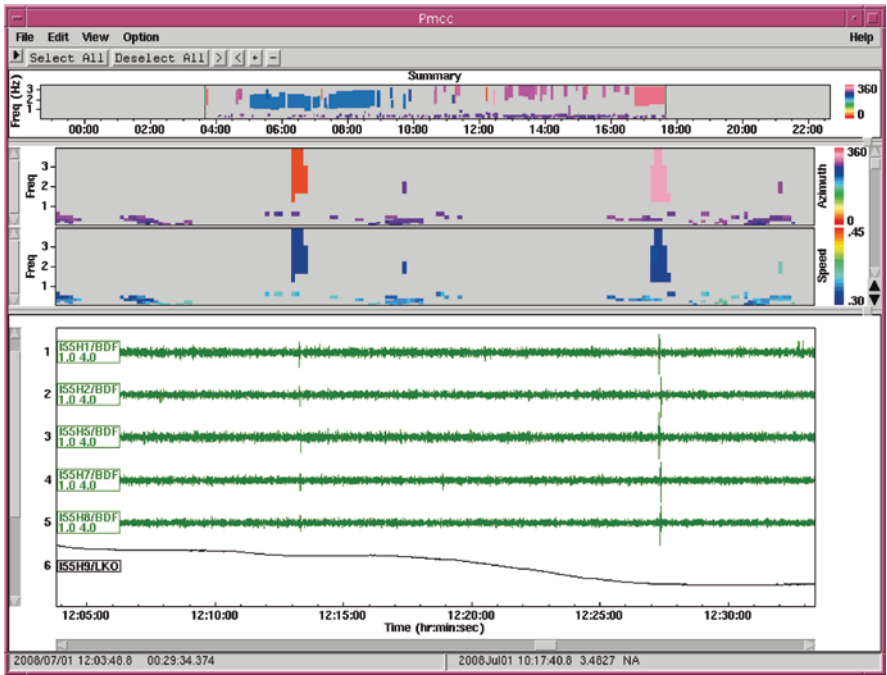 Pmcc
File Edit View Option Help
Select All Deselect All > < + -
Summary
Freq (Hz)
3
2
1
360
0
00:00 02:00 04:00 06:00 08:00 10:00 12:00 14:00 16:00 18:00 20:00 22:00
Freq
3
2
1
360
Azimuth
0
Freq
3
2
1
.45
Speed
.30
1 I55H1/BDF
1.0 4.0
2 I55H2/BDF
1.0 4.0
3 I55H5/BDF
1.0 4.0
4 I55H7/BDF
1.0 4.0
5 I55H8/BDF
1.0 4.0
6 I55H9/LKO
12:05:00 12:10:00 12:15:00 12:20:00 12:25:00 12:30:00
Time (hr:min:sec)
2008/07/01 12:03:48.8 00:29:34.374 2008Jul01 10:17:40.8 3.4827 NA